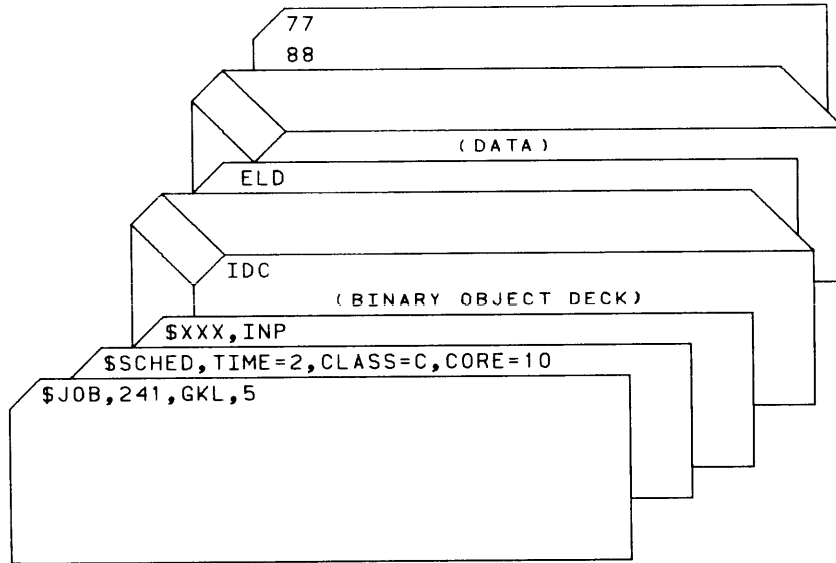 77
88
(DATA)
ELD
IDC
(BINARY OBJECT DECK)
$XXX,INP
$SCHED,TIME=2,CLASS=C,CORE=10
$JOB,241,GKL,5